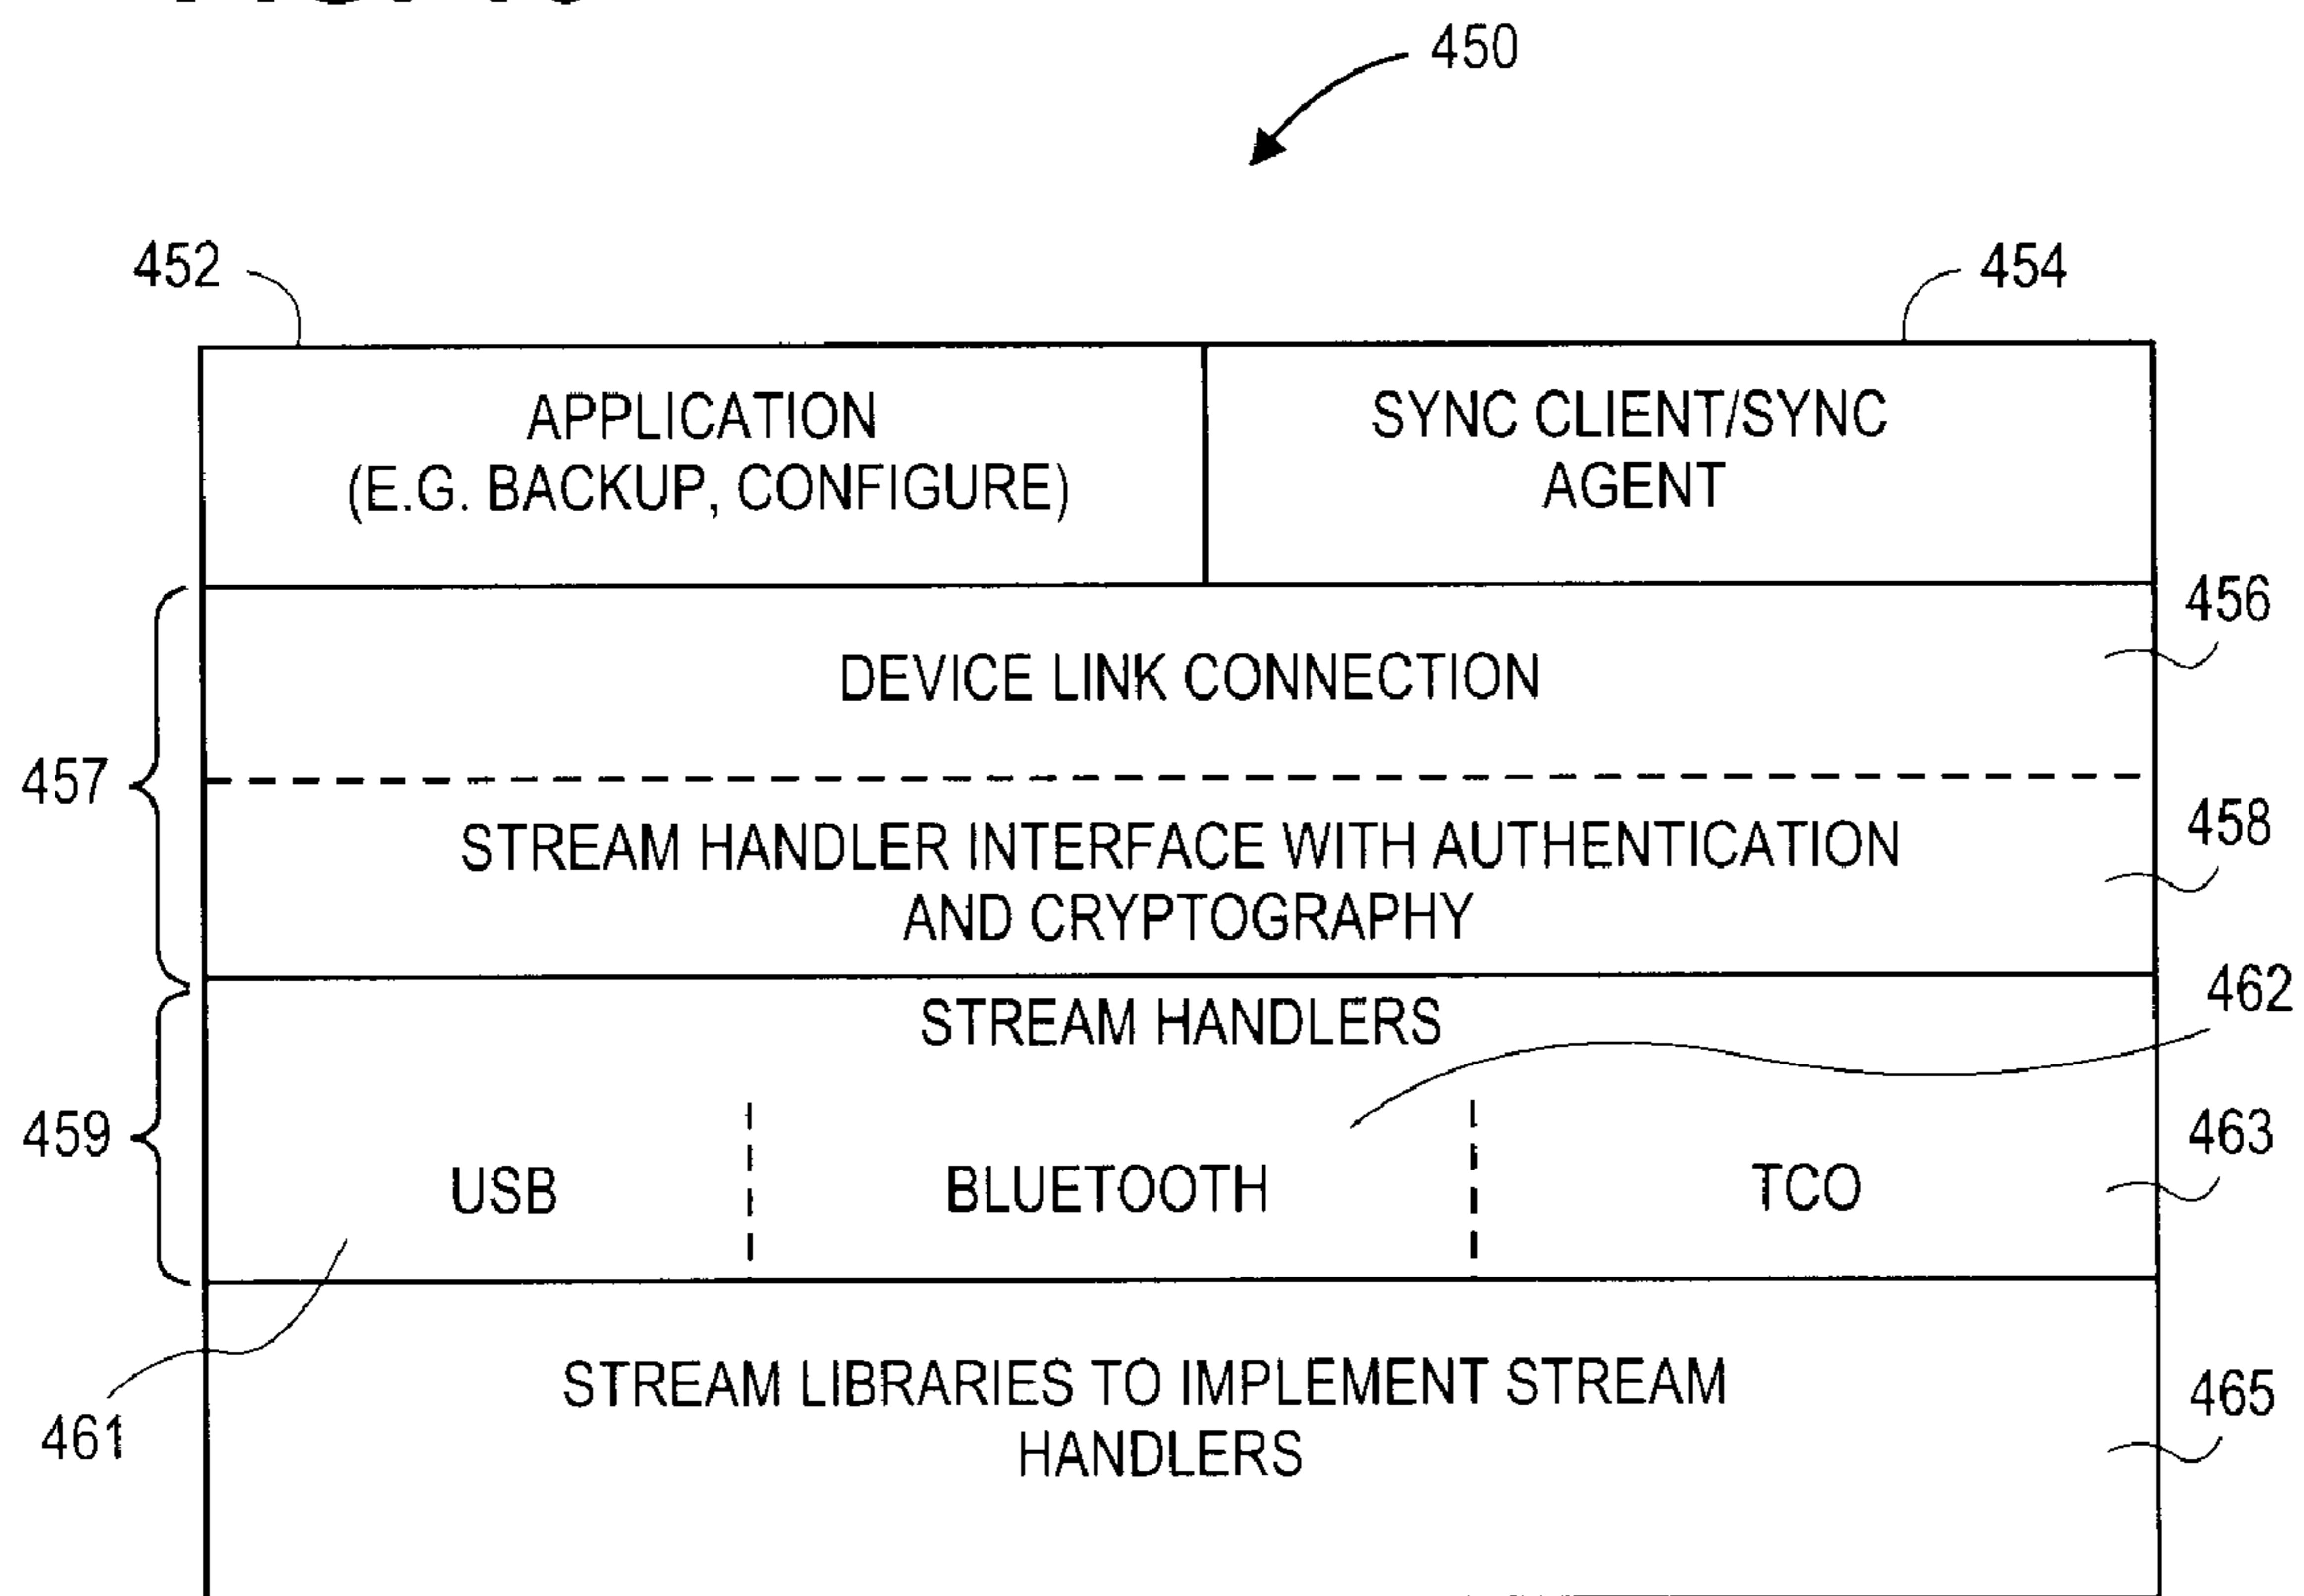 450
452
454
APPLICATION
(E.G. BACKUP, CONFIGURE)
SYNC CLIENT/SYNC
AGENT
456
DEVICE LINK CONNECTION
457
458
STREAM HANDLER INTERFACE WITH AUTHENTICATION
AND CRYPTOGRAPHY
462
STREAM HANDLERS
459
463
USB
BLUETOOTH
TCO
461
STREAM LIBRARIES TO IMPLEMENT STREAM
HANDLERS
465